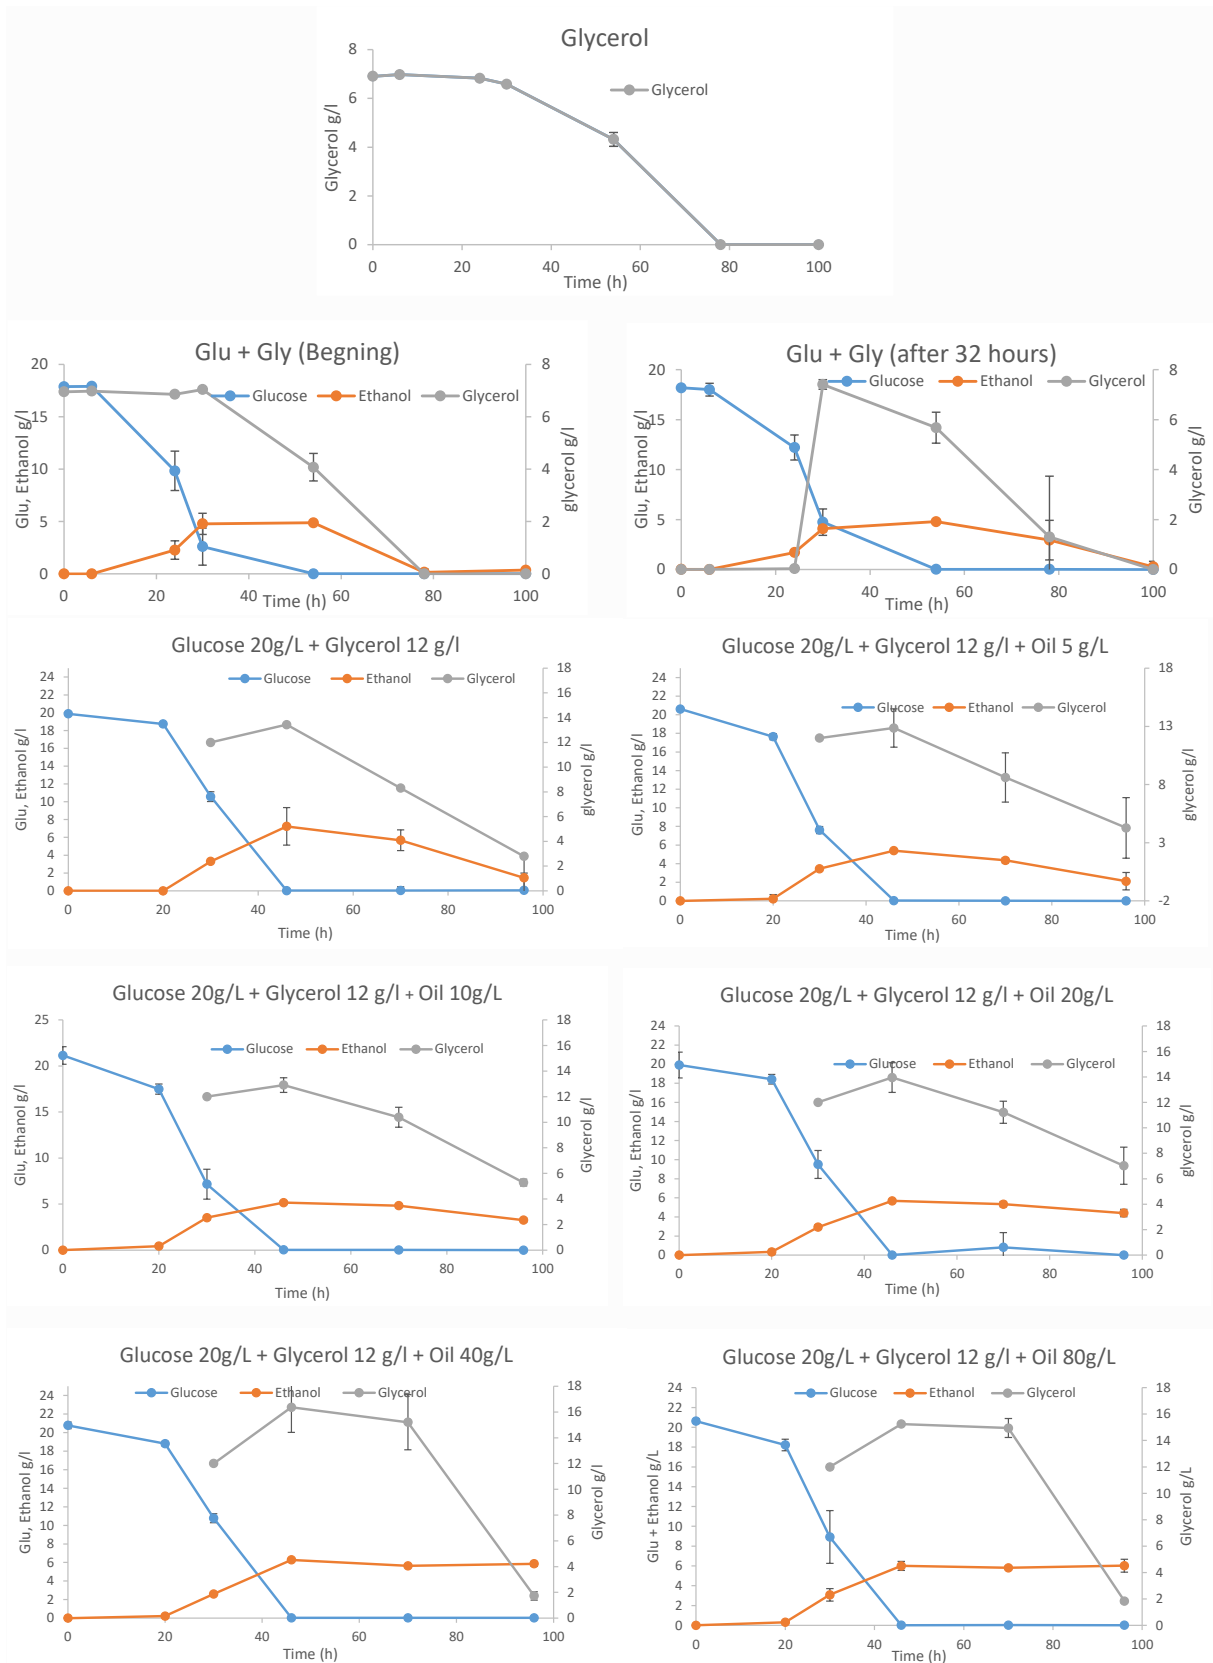 Glycerol
Glycerol g/l
8
6
4
2
0
Glycerol
0 20 40 60 80 100
Time (h)
Glu + Gly (Begning)
Glu, Ethanol g/l
20
15
10
5
0
Glucose Ethanol Glycerol
8
6
4
2
0
glycerol g/l
0 20 40 60 80 100
Time (h)
Glu + Gly (after 32 hours)
Glu, Ethanol g/l
20
15
10
5
0
Glucose Ethanol Glycerol
8
6
4
2
0
Glycerol g/l
0 20 40 60 80 100
Time (h)
Glucose 20g/L + Glycerol 12 g/l
Glu, Ethanol g/l
24
22
20
18
16
14
12
10
8
6
4
2
0
Glucose Ethanol Glycerol
18
16
14
12
10
8
6
4
2
0
glycerol g/l
0 20 40 60 80 100
Time (h)
Glucose 20g/L + Glycerol 12 g/l + Oil 5 g/L
Glu, Ethanol g/l
24
22
20
18
16
14
12
10
8
6
4
2
0
Glucose Ethanol Glycerol
18
13
8
3
-2
glycerol g/l
0 20 40 60 80 100
Time (h)
Glucose 20g/L + Glycerol 12 g/l + Oil 10g/L
Glu, Ethanol g/l
25
20
15
10
5
0
Glucose Ethanol Glycerol
18
16
14
12
10
8
6
4
2
0
Glycerol g/l
0 20 40 60 80 100
Time (h)
Glucose 20g/L + Glycerol 12 g/l + Oil 20g/L
Glu, Ethanol g/l
24
22
20
18
16
14
12
10
8
6
4
2
0
Glucose Ethanol Glycerol
18
16
14
12
10
8
6
4
2
0
glycerol g/l
0 20 40 60 80 100
Time (h)
Glucose 20g/L + Glycerol 12 g/l + Oil 40g/L
Glu, Ethanol g/l
24
22
20
18
16
14
12
10
8
6
4
2
0
Glucose Ethanol Glycerol
18
16
14
12
10
8
6
4
2
0
Glycerol g/l
0 20 40 60 80 100
Time (h)
Glucose 20g/L + Glycerol 12 g/l + Oil 80g/L
Glu + Ethanol g/L
24
22
20
18
16
14
12
10
8
6
4
2
0
Glucose Ethanol Glycerol
18
16
14
12
10
8
6
4
2
0
Glycerol g/L
0 20 40 60 80 100
Time (h)